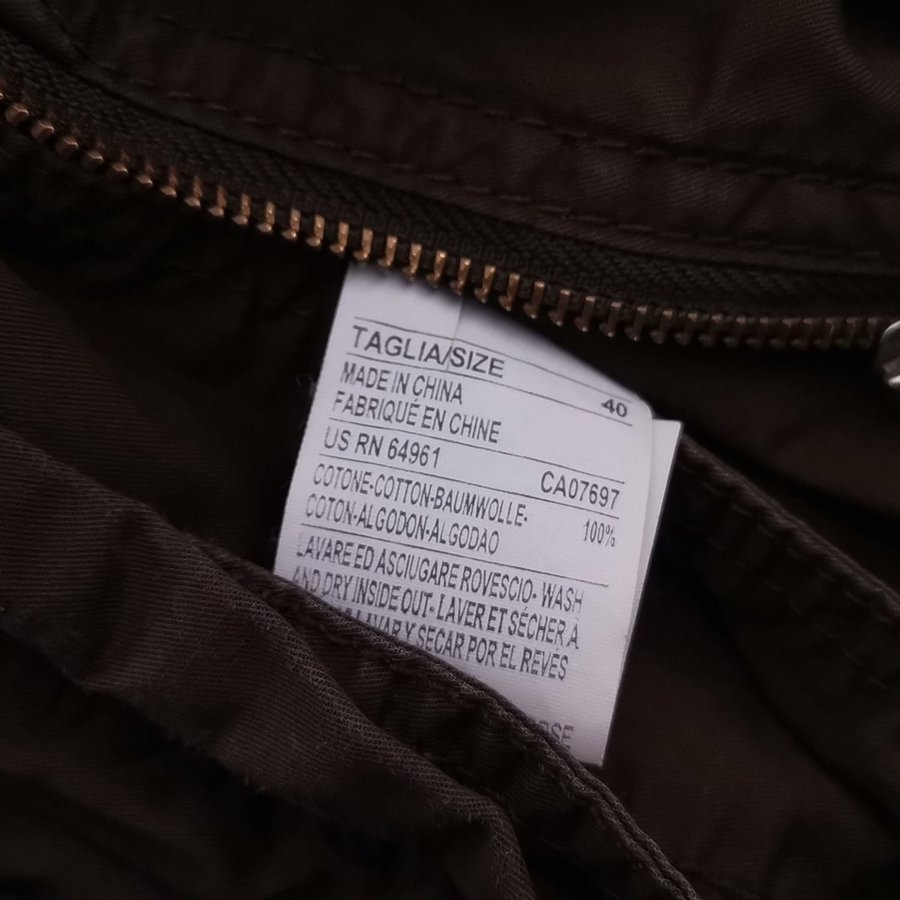 TAGLIA/SIZE 40
MADE IN CHINA
FABRIQUÉ EN CHINE
US RN 64961 CA07697
COTONE-COTTON-BAUMWOLLE- 100%
COTON-ALGODON-ALGODAO
LAVARE ED ASCIUGARE ROVESCIO- WASH
AND DRY INSIDE OUT- LAVER ET SÉCHER À
LAVAR Y SECAR POR EL REVÉS